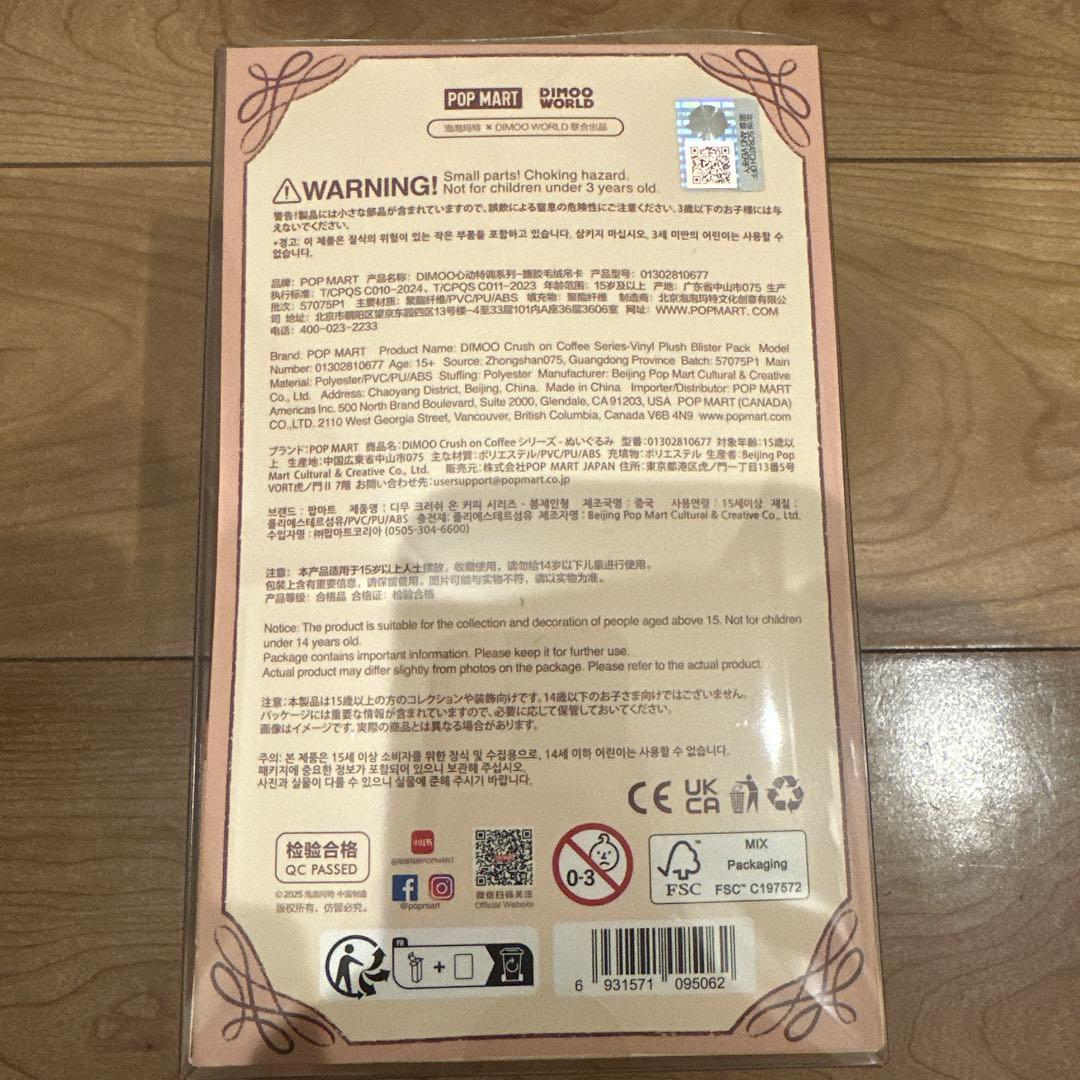 POP MART DIMOO WORLD
泡泡玛特 × DIMOO WORLD 联合出品
SCRATCH OFF
AND VERIFY
WARNING! Small parts! Choking hazard.
Not for children under 3 years old.
警告!製品には小さな部品が含まれていますので、誤飲による窒息の危険性にご注意ください。3歳以下のお子様には与
えないでください。
*경고: 이 제품은 질식의 위험이 있는 작은 부품을 포함하고 있습니다. 삼키지 마십시오, 3세 미만의 어린이는 사용할 수
없습니다.
品牌: POP MART 产品名称: DIMOO心动特调系列-搪胶毛绒吊卡 产品型号: 01302810677
执行标准: T/CPQS C010-2024、T/CPQS C011-2023 年龄范围: 15岁及以上 产地: 广东省中山市075 生产
批次: 57075P1 主要材质: 聚酯纤维/PVC/PU/ABS 填充物: 聚酯纤维 制造商: 北京泡泡玛特文化创意有限公
司 地址: 北京市朝阳区望京东园四区13号楼-4至33层101内A座36层3606室 网址: WWW.POPMART.COM
电话: 400-023-2233
Brand: POP MART Product Name: DIMOO Crush on Coffee Series-Vinyl Plush Blister Pack Model
Number: 01302810677 Age: 15+ Source: Zhongshan075, Guangdong Province Batch: 57075P1 Main
Material: Polyester/PVC/PU/ABS Stuffing: Polyester Manufacturer: Beijing Pop Mart Cultural & Creative
Co., Ltd. Address: Chaoyang District, Beijing, China. Made in China Importer/Distributor: POP MART
Americas Inc. 500 North Brand Boulevard, Suite 2000, Glendale, CA 91203, USA POP MART (CANADA)
CO.,LTD. 2110 West Georgia Street, Vancouver, British Columbia, Canada V6B 4N9 www.popmart.com
ブランド:POP MART 商品名:DIMOO Crush on Coffee シリーズ - ぬいぐるみ 型番:01302810677 対象年齢:15歳以
上 生産地:中国広東省中山市075 主な材質:ポリエステル/PVC/PU/ABS 充填物:ポリエステル 生産者:Beijing Pop
Mart Cultural & Creative Co., Ltd. 販売元:株式会社POP MART JAPAN 住所:東京都港区虎ノ門一丁目13番5号
VORT虎ノ門II 7階 お問い合わせ先:usersupport@popmart.co.jp
브랜드 : 팝마트 제품명 : 디무 크러쉬 온 커피 시리즈 - 봉제인형 제조국명 : 중국 사용연령 : 15세이상 재질 :
폴리에스테르섬유/PVC/PU/ABS 충전재: 폴리에스테르섬유 제조자명 : Beijing Pop Mart Cultural & Creative Co., Ltd.
수입자명 : ㈜팝마트코리아 (0505-304-6600)
注意: 本产品适用于15岁以上人士摆放、收藏使用，请勿给14岁以下儿童进行使用。
包装上含有重要信息，请保留备用。图片可能与实物不符，请以实物为准。
产品等级: 合格品 合格证: 检验合格
Notice: The product is suitable for the collection and decoration of people aged above 15. Not for children
under 14 years old.
Package contains important information. Please keep it for further use.
Actual product may differ slightly from photos on the package. Please refer to the actual product.
注意:本製品は15歳以上の方のコレクションや装飾向けです。14歳以下のお子さま向けではございません。
パッケージには重要な情報が含まれていますので、必要に応じて保管しておいてください。
画像はイメージです。実際の商品とは異なる場合があります。
주의: 본 제품은 15세 이상 소비자를 위한 장식 및 수집용으로, 14세 이하 어린이는 사용할 수 없습니다.
패키지에 중요한 정보가 포함되어 있으니 보관해 주십시오.
사진과 실물이 다를 수 있으니 실물에 준해 주시기 바랍니다.
CE UK
CA
检验合格
QC PASSED
©2025 泡泡玛特 中国制造
版权所有，仿冒必究。
小红书
@泡泡玛特POPMART
@popmart
微信扫码关注
Official Website
0-3
FSC
MIX
Packaging
FSC™ C197572
FR
+
6 931571 095062